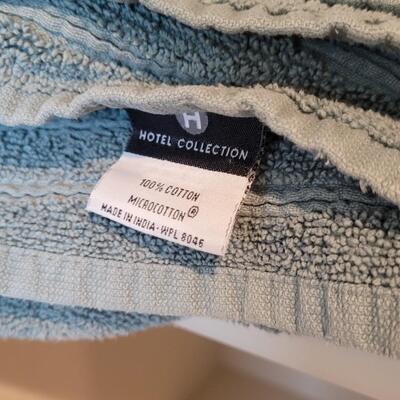 H
HOTEL COLLECTION
100% COTTON
MICROCOTTON®
MADE IN INDIA · WPL 8046